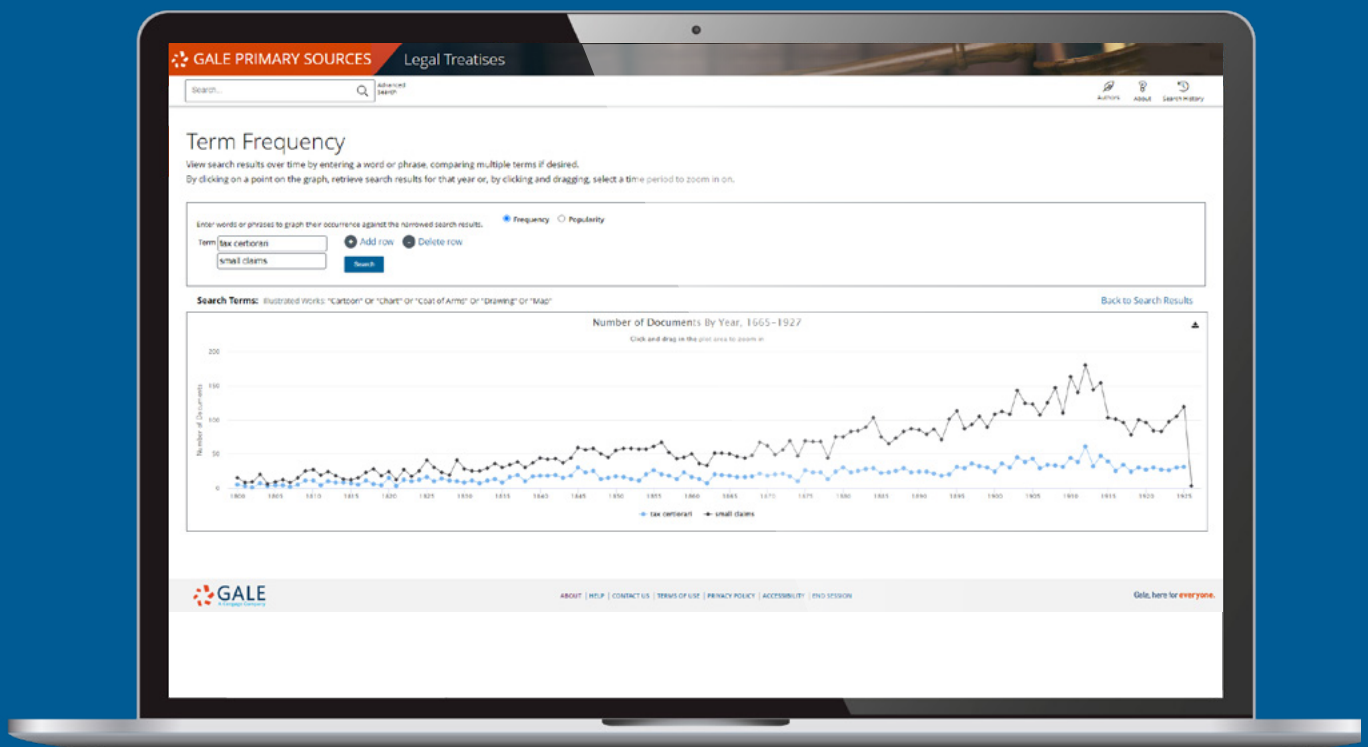 GALE PRIMARY SOURCES Legal Treatises
Search... Advanced Search
Authors About Search History
Term Frequency
View search results over time by entering a word or phrase, comparing multiple terms if desired.
By clicking on a point on the graph, retrieve search results for that year or, by clicking and dragging, select a time period to zoom in on.
Enter words or phrases to graph their occurrence against the narrowed search results. Frequency Popularity
Term tax certiorari Add row Delete row
small claims Search
Search Terms: Illustrated Works: "Cartoon" Or "Chart" Or "Coat of Arms" Or "Drawing" Or "Map" Back to Search Results
Number of Documents By Year, 1665-1927
Click and drag in the plot area to zoom in
Number of Documents
200
150
100
50
0
1800 1805 1810 1815 1820 1825 1830 1835 1840 1845 1850 1855 1860 1865 1870 1875 1880 1885 1890 1895 1900 1905 1910 1915 1920 1925
tax certiorari small claims
GALE
A Cengage Company
ABOUT | HELP | CONTACT US | TERMS OF USE | PRIVACY POLICY | ACCESSIBILITY | END SESSION
Gale, here for everyone.